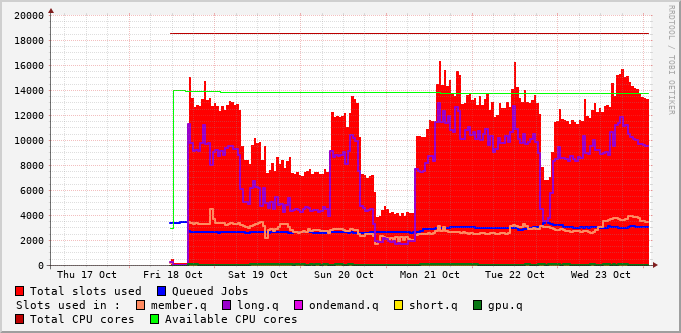 RRDTOOL / TOBI OETIKER
20000
18000
16000
14000
12000
10000
8000
6000
4000
2000
0
Thu 17 Oct Fri 18 Oct Sat 19 Oct Sun 20 Oct Mon 21 Oct Tue 22 Oct Wed 23 Oct
Total slots used Queued Jobs
Slots used in : member.q long.q ondemand.q short.q gpu.q
Total CPU cores Available CPU cores